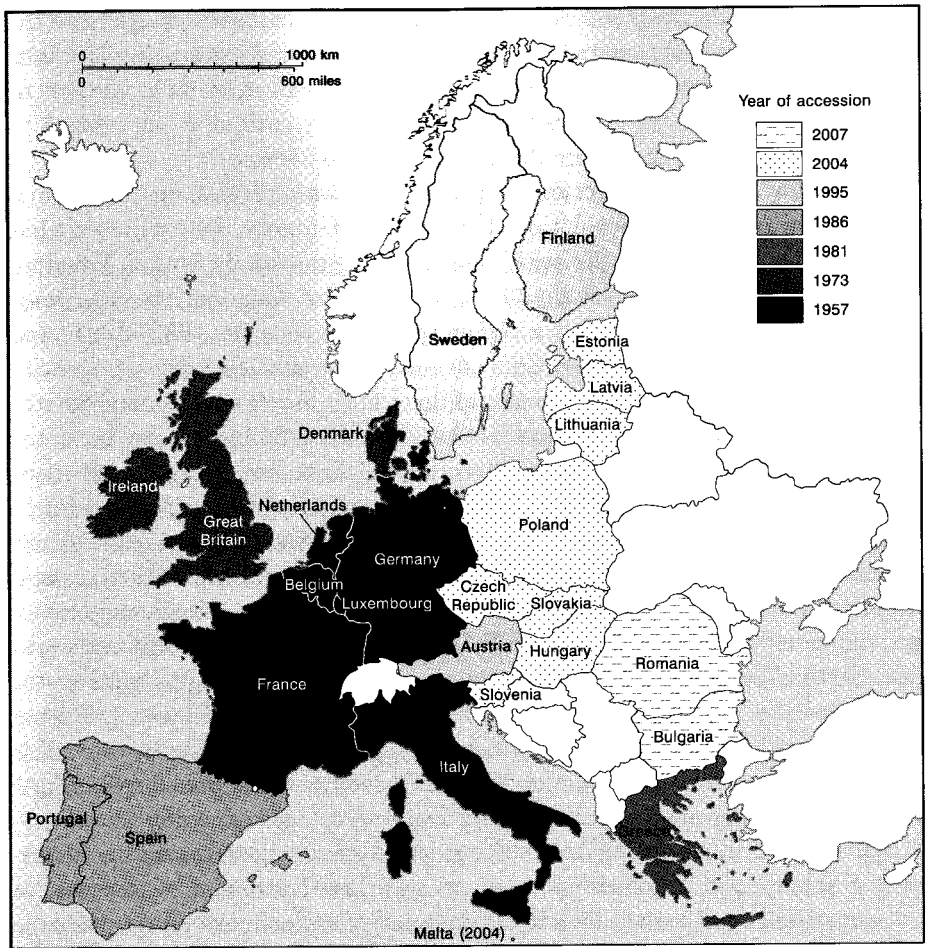 0 1000 km
0 600 miles
Year of accession
2007
2004
1995
1986
1981
1973
1957
Finland
Sweden
Estonia
Latvia
Lithuania
Denmark
Ireland
Great
Britain
Netherlands
Poland
Germany
Belgium
Luxembourg
Czech
Republic
Slovakia
Austria
Hungary
France
Slovenia
Romania
Bulgaria
Italy
Portugal
Spain
Greece
Malta (2004)